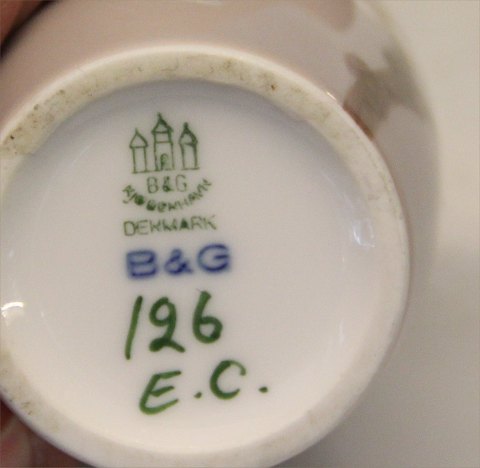 B&G
KJØBENHAVN
DENMARK
B&G
126
E.C.